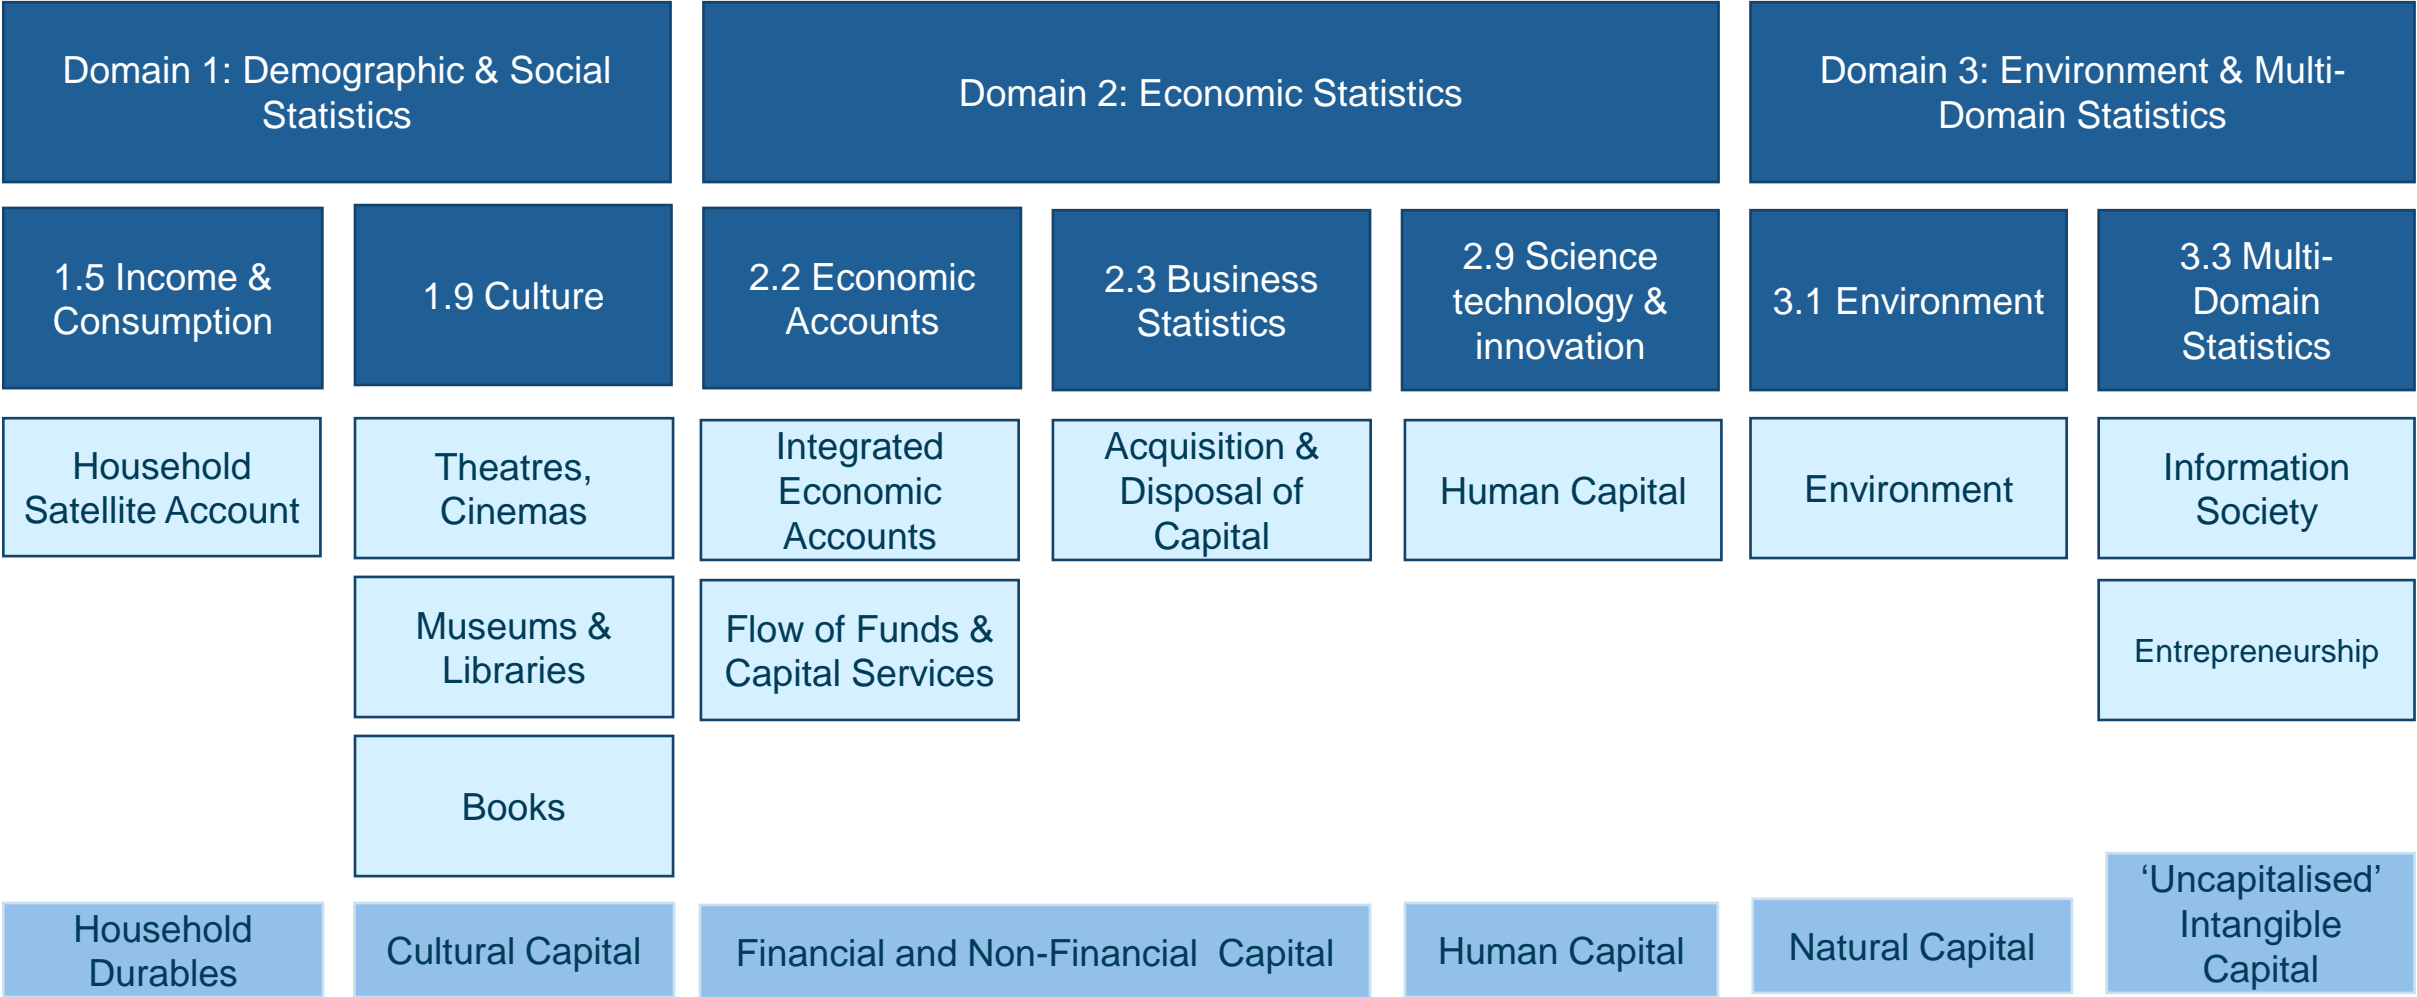 Domain 1: Demographic & Social
Statistics
Domain 2: Economic Statistics
Domain 3: Environment & Multi-
Domain Statistics
1.5 Income &
Consumption
1.9 Culture
2.2 Economic
Accounts
2.3 Business
Statistics
2.9 Science
technology &
innovation
3.1 Environment
3.3 Multi-
Domain
Statistics
Household
Satellite Account
Theatres,
Cinemas
Integrated
Economic
Accounts
Acquisition &
Disposal of
Capital
Human Capital
Environment
Information
Society
Museums &
Libraries
Flow of Funds &
Capital Services
Entrepreneurship
Books
Household
Durables
Cultural Capital
Financial and Non-Financial Capital
Human Capital
Natural Capital
‘Uncapitalised’
Intangible
Capital